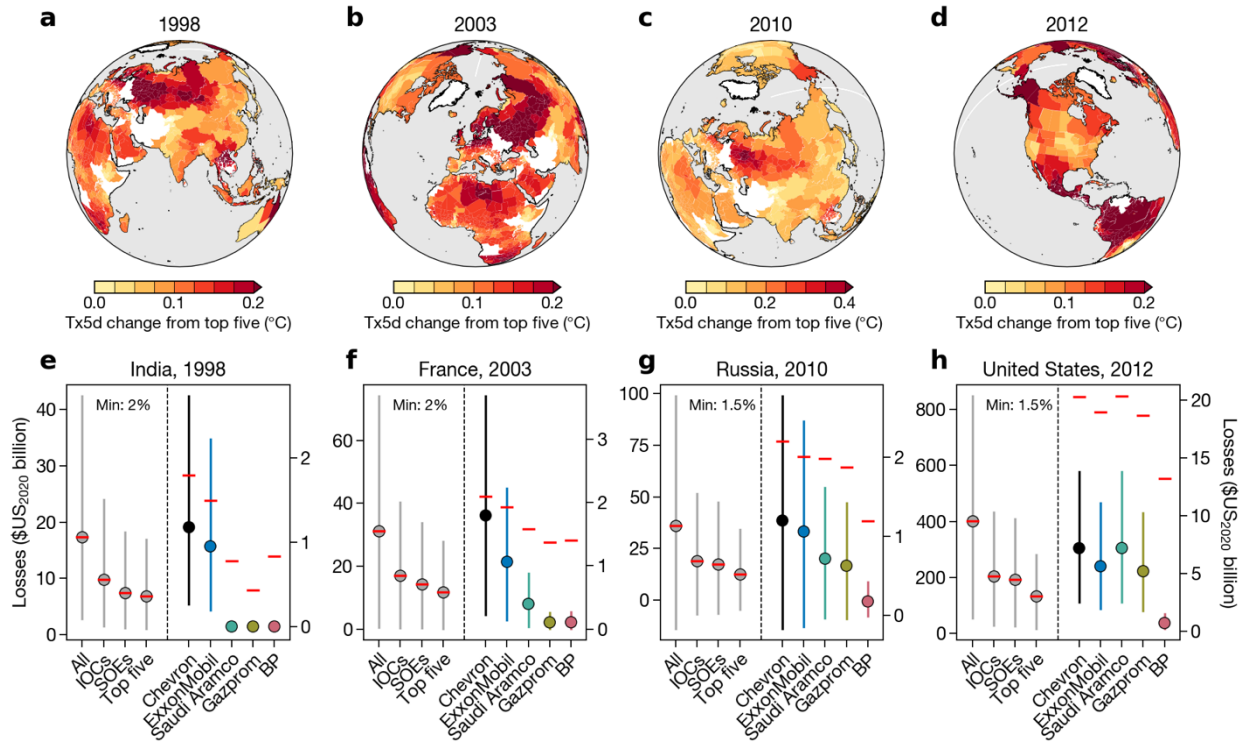 a
1998
b
2003
c
2010
d
2012
0.0 0.1 0.2
Tx5d change from top five (°C)
0.0 0.1 0.2
Tx5d change from top five (°C)
0.0 0.2 0.4
Tx5d change from top five (°C)
0.0 0.1 0.2
Tx5d change from top five (°C)
e
India, 1998
Losses ($US2020 billion)
40
30
20
10
0
Min: 2%
2
1
0
All
IOCs
SOEs
Top five
Chevron
ExxonMobil
Saudi Aramco
Gazprom
BP
f
France, 2003
60
40
20
0
Min: 2%
3
2
1
0
All
IOCs
SOEs
Top five
Chevron
ExxonMobil
Saudi Aramco
Gazprom
BP
g
Russia, 2010
100
75
50
25
0
Min: 1.5%
2
1
0
All
IOCs
SOEs
Top five
Chevron
ExxonMobil
Saudi Aramco
Gazprom
BP
h
United States, 2012
800
600
400
200
0
Min: 1.5%
20
15
10
5
0
Losses ($US2020 billion)
All
IOCs
SOEs
Top five
Chevron
ExxonMobil
Saudi Aramco
Gazprom
BP